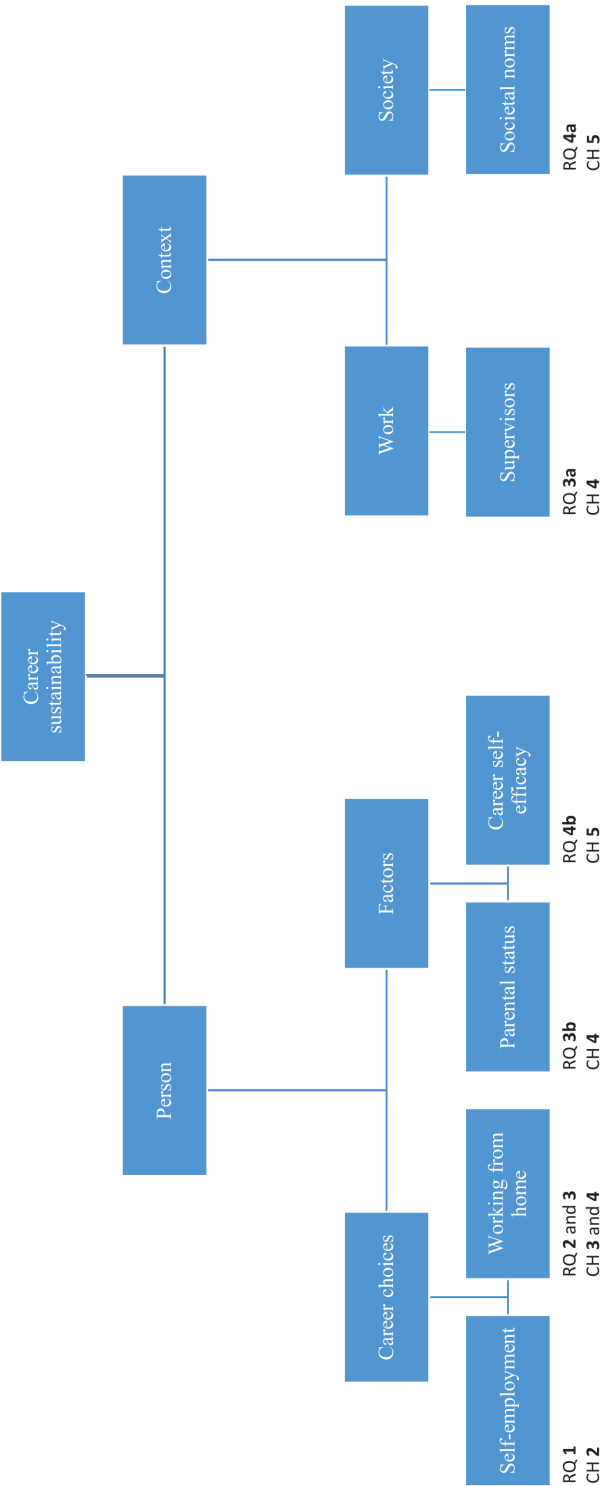 Career
sustainability
Person
Context
Career choices
Factors
Work
Society
Self-employment
Working from
home
Parental status
Career self-
efficacy
Supervisors
Societal norms
RQ 1
CH 2
RQ 2 and 3
CH 3 and 4
RQ 3b
CH 4
RQ 4b
CH 5
RQ 3a
CH 4
RQ 4a
CH 5